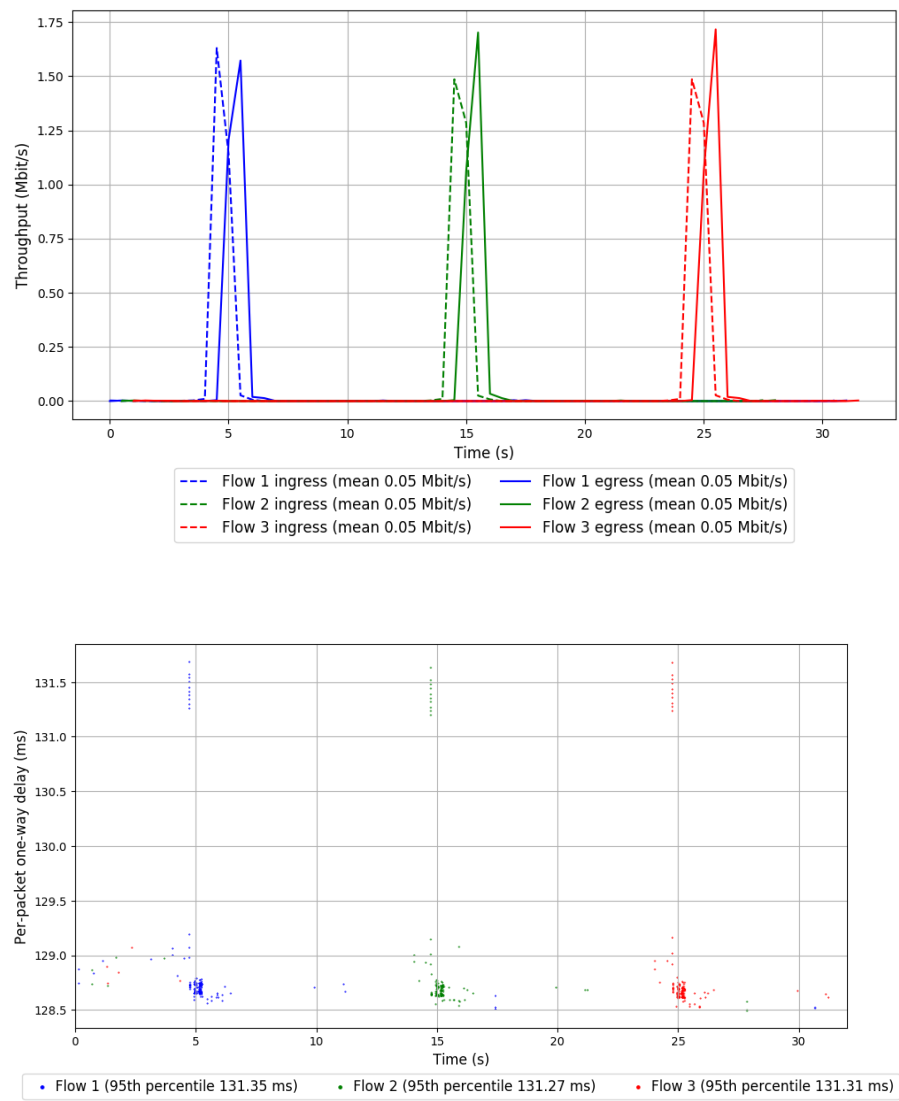 1.75
1.50
1.25
1.00
0.75
0.50
0.25
0.00
Throughput (Mbit/s)
0 5 10 15 20 25 30
Time (s)
Flow 1 ingress (mean 0.05 Mbit/s) Flow 1 egress (mean 0.05 Mbit/s)
Flow 2 ingress (mean 0.05 Mbit/s) Flow 2 egress (mean 0.05 Mbit/s)
Flow 3 ingress (mean 0.05 Mbit/s) Flow 3 egress (mean 0.05 Mbit/s)
131.5
131.0
130.5
130.0
129.5
129.0
128.5
Per-packet one-way delay (ms)
0 5 10 15 20 25 30
Time (s)
Flow 1 (95th percentile 131.35 ms) Flow 2 (95th percentile 131.27 ms) Flow 3 (95th percentile 131.31 ms)